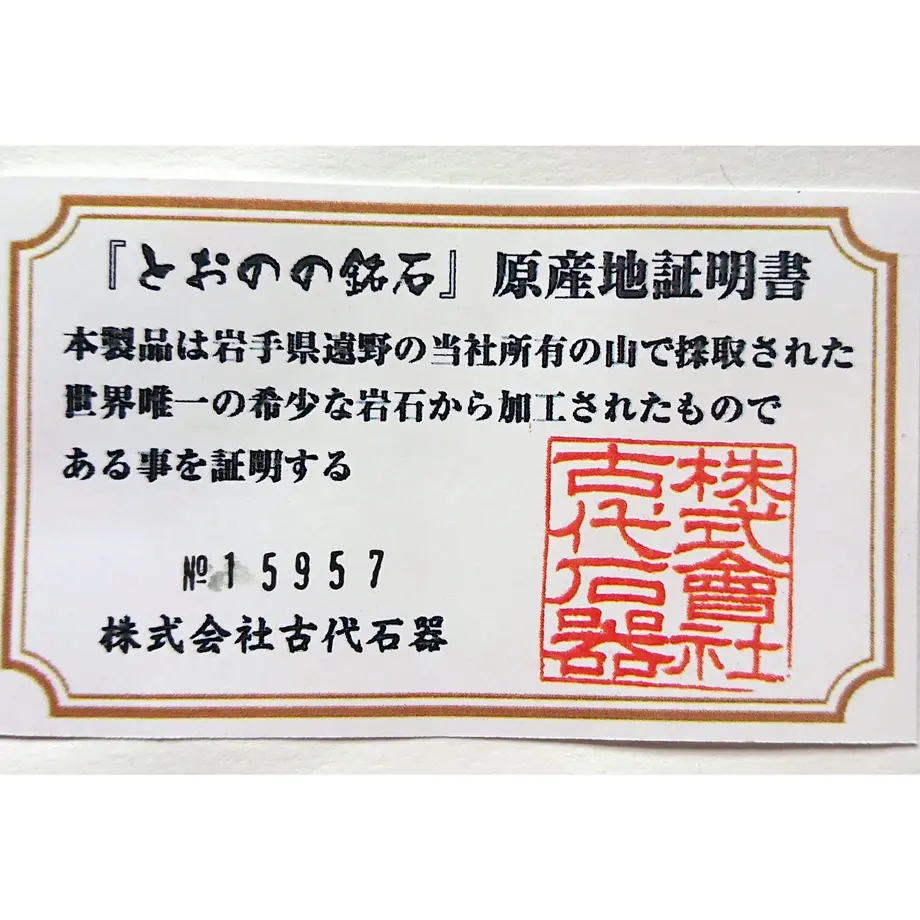 『とおのの銘石』原産地証明書
本製品は岩手県遠野の当社所有の山で採取された
世界唯一の希少な岩石から加工されたもので
ある事を証明する
№15957
株式会社古代石器
株式會社
古代石器